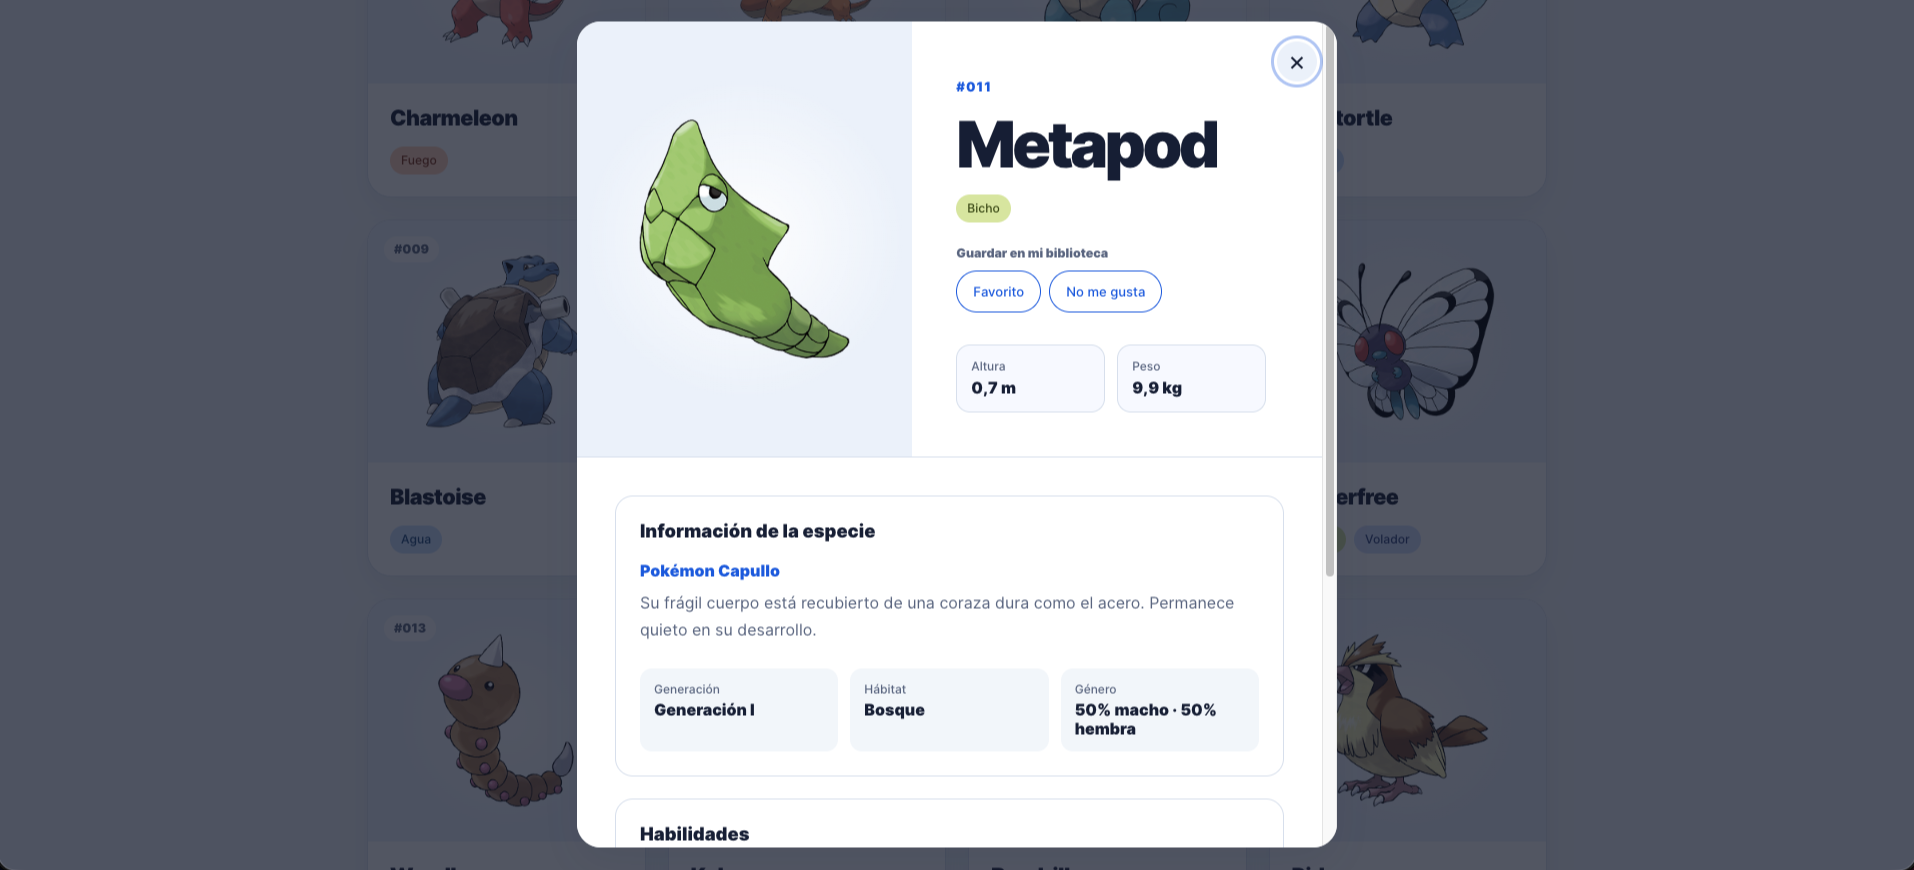 Charmeleon
Fuego
#009
Blastoise
Agua
#013
#011
Metapod
Bicho
Guardar en mi biblioteca
Favorito
No me gusta
Altura
0,7 m
Peso
9,9 kg
Información de la especie
Pokémon Capullo
Su frágil cuerpo está recubierto de una coraza dura como el acero. Permanece
quieto en su desarrollo.
Generación
Generación I
Hábitat
Bosque
Género
50% macho · 50%
hembra
Habilidades
tortle
erfree
Volador